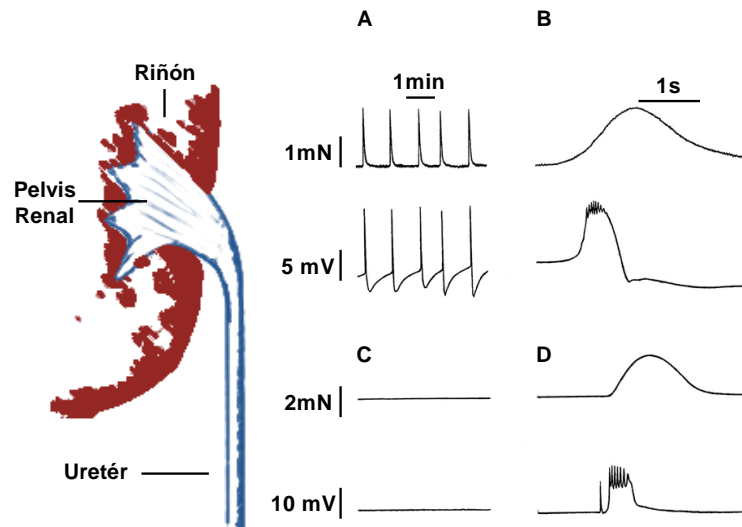 A
B
Riñón
1min
1s
1mN
Pelvis
Renal
5 mV
C
D
2mN
Uretér
10 mV